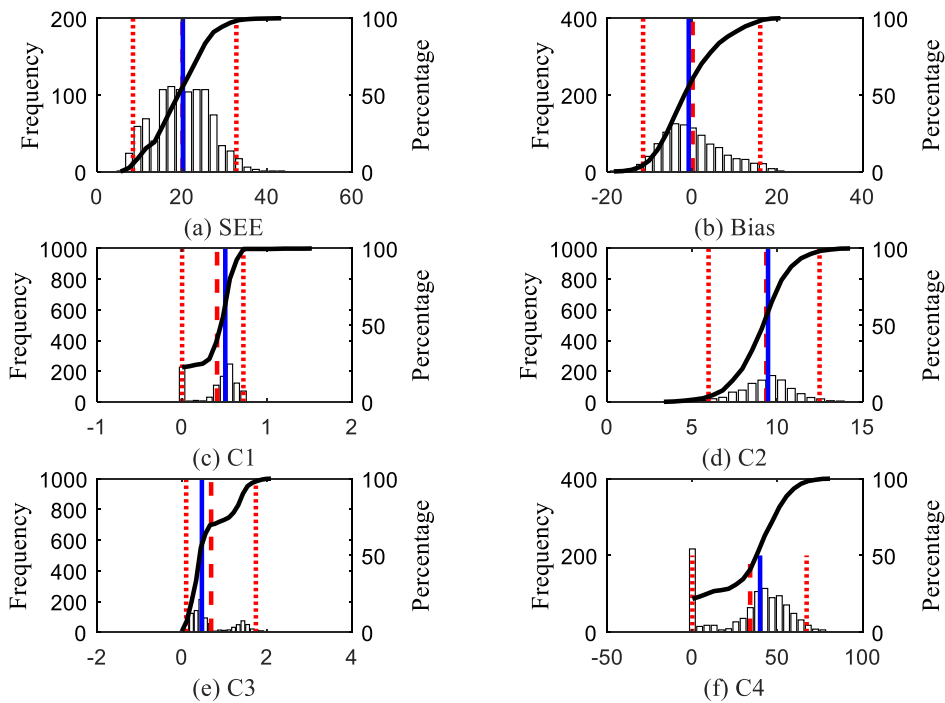 200 100
100 50
0 0
0 20 40 60
Frequency
Percentage
(a) SEE
400 100
200 50
0 0
-20 0 20 40
Frequency
Percentage
(b) Bias
1000 100
800
600 50
400
200
0 0
-1 0 1 2
Frequency
Percentage
(c) C1
1000 100
800
600 50
400
200
0 0
0 5 10 15
Frequency
Percentage
(d) C2
1000 100
800
600 50
400
200
0 0
-2 0 2 4
Frequency
Percentage
(e) C3
400 100
200 50
0 0
-50 0 50 100
Frequency
Percentage
(f) C4